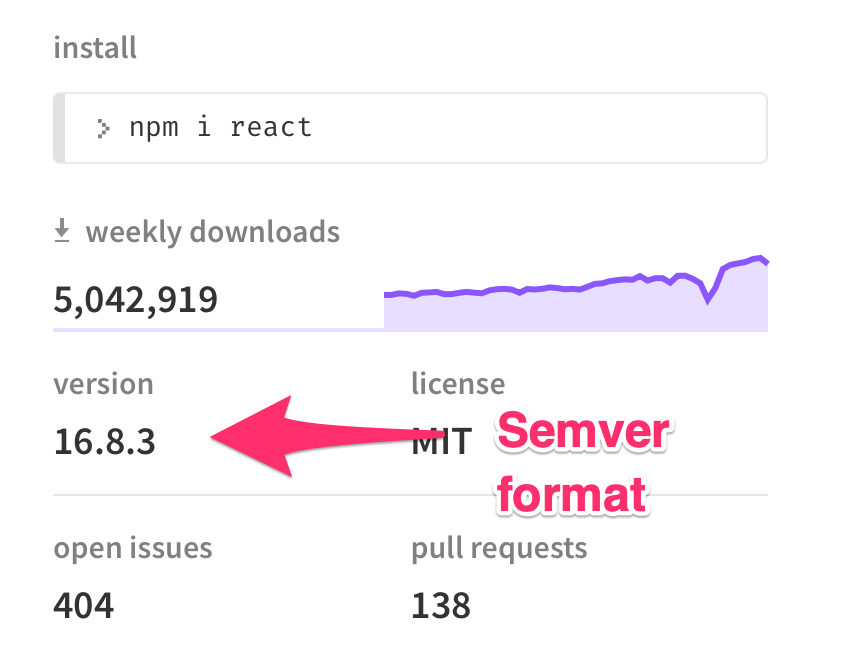 install
> npm i react
weekly downloads
5,042,919
version
license
16.8.3
MIT
Semver
format
open issues
pull requests
404
138